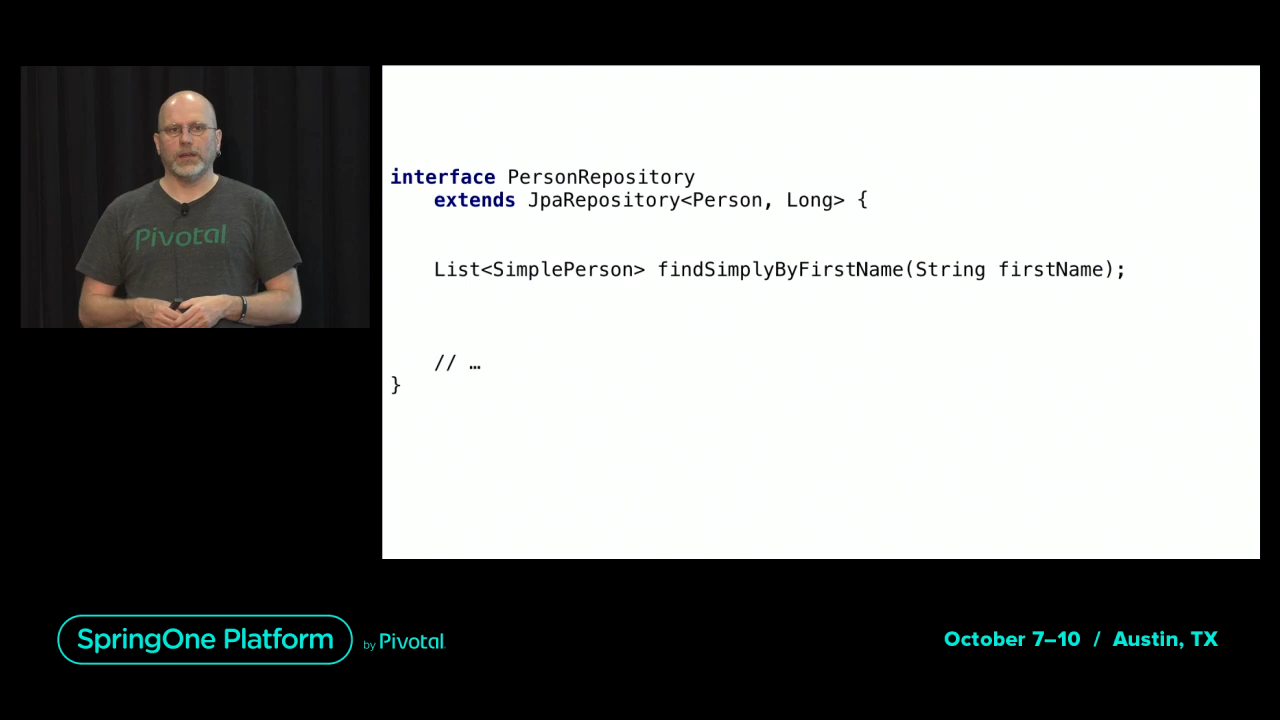 Pivotal
interface PersonRepository
extends JpaRepository<Person, Long> {
List<SimplePerson> findSimplyByFirstName(String firstName);
// …
}
SpringOne Platform by Pivotal
October 7–10 / Austin, TX